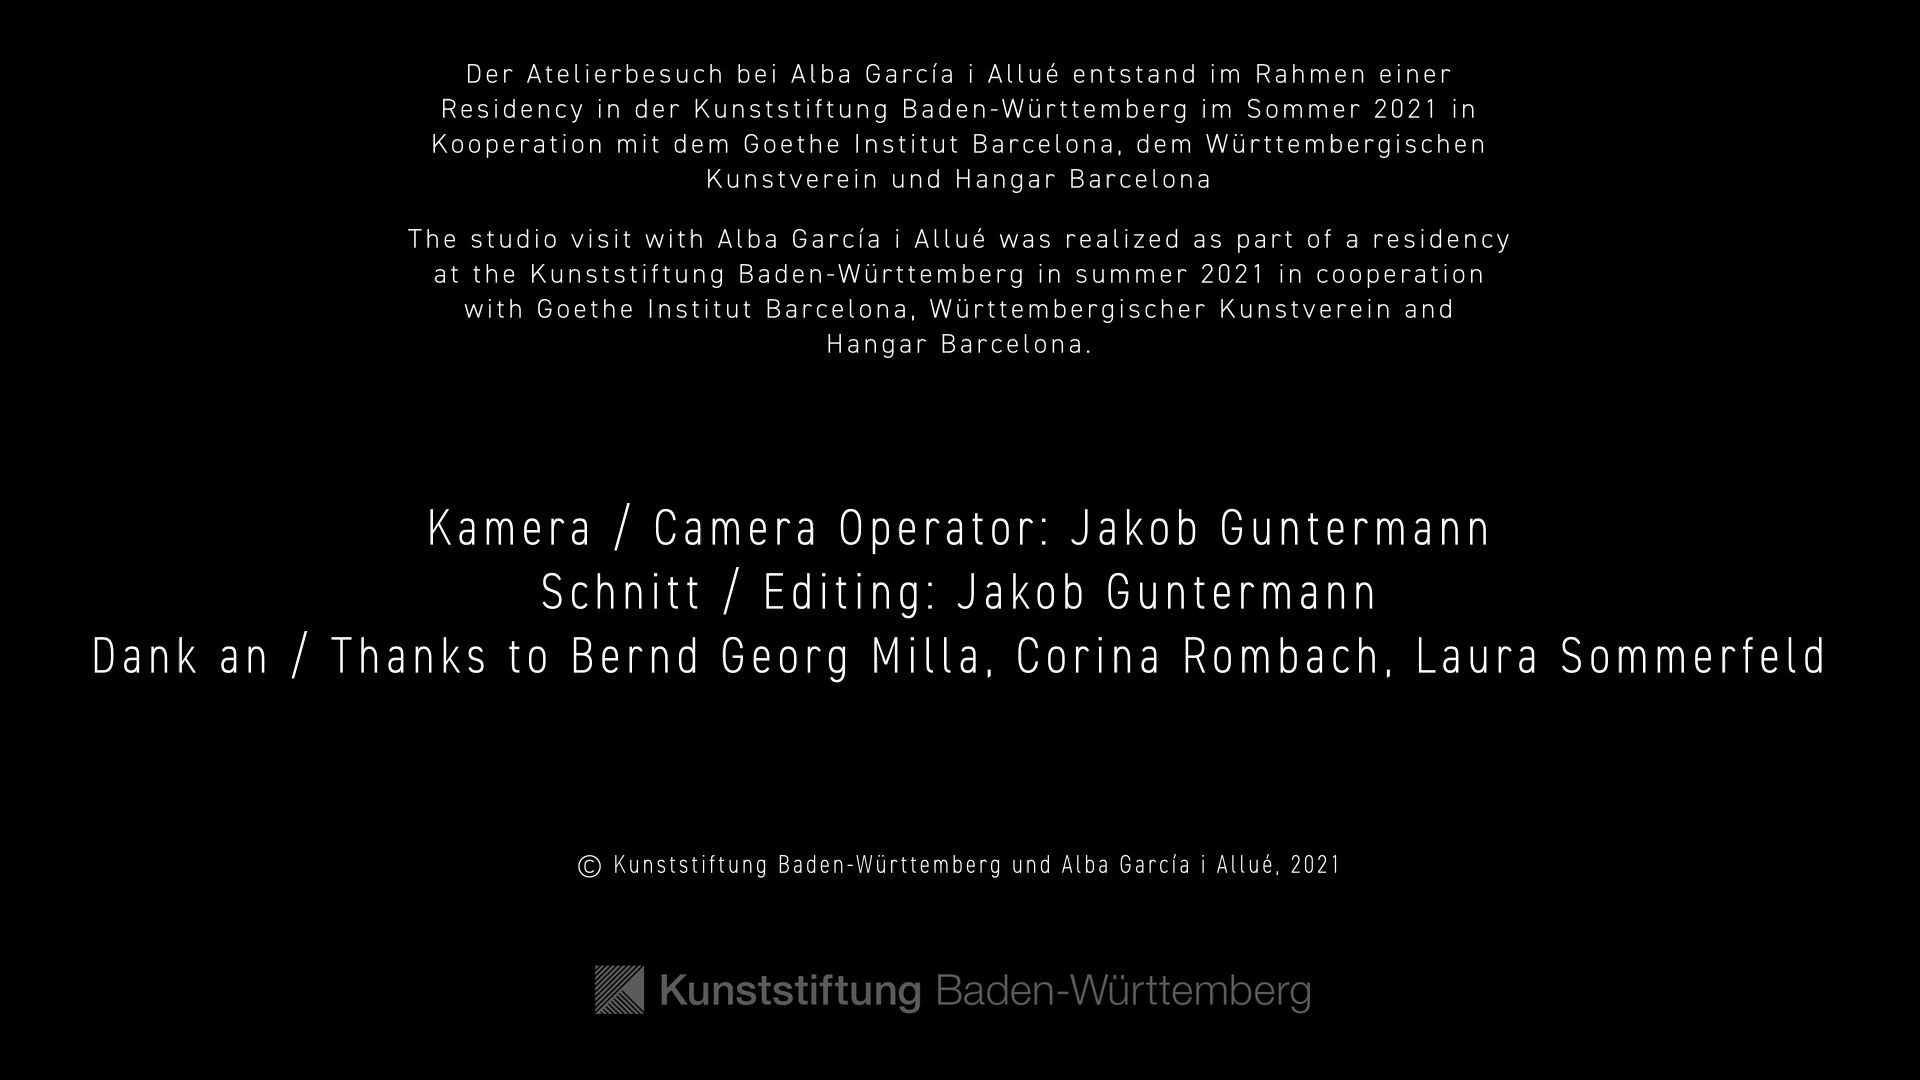 Der Atelierbesuch bei Alba García i Allué entstand im Rahmen einer
Residency in der Kunststiftung Baden-Württemberg im Sommer 2021 in
Kooperation mit dem Goethe Institut Barcelona, dem Württembergischen
Kunstverein und Hangar Barcelona
The studio visit with Alba García i Allué was realized as part of a residency
at the Kunststiftung Baden-Württemberg in summer 2021 in cooperation
with Goethe Institut Barcelona, Württembergischer Kunstverein and
Hangar Barcelona.
Kamera / Camera Operator: Jakob Guntermann
Schnitt / Editing: Jakob Guntermann
Dank an / Thanks to Bernd Georg Milla, Corina Rombach, Laura Sommerfeld
© Kunststiftung Baden-Württemberg und Alba García i Allué, 2021
Kunststiftung Baden-Württemberg